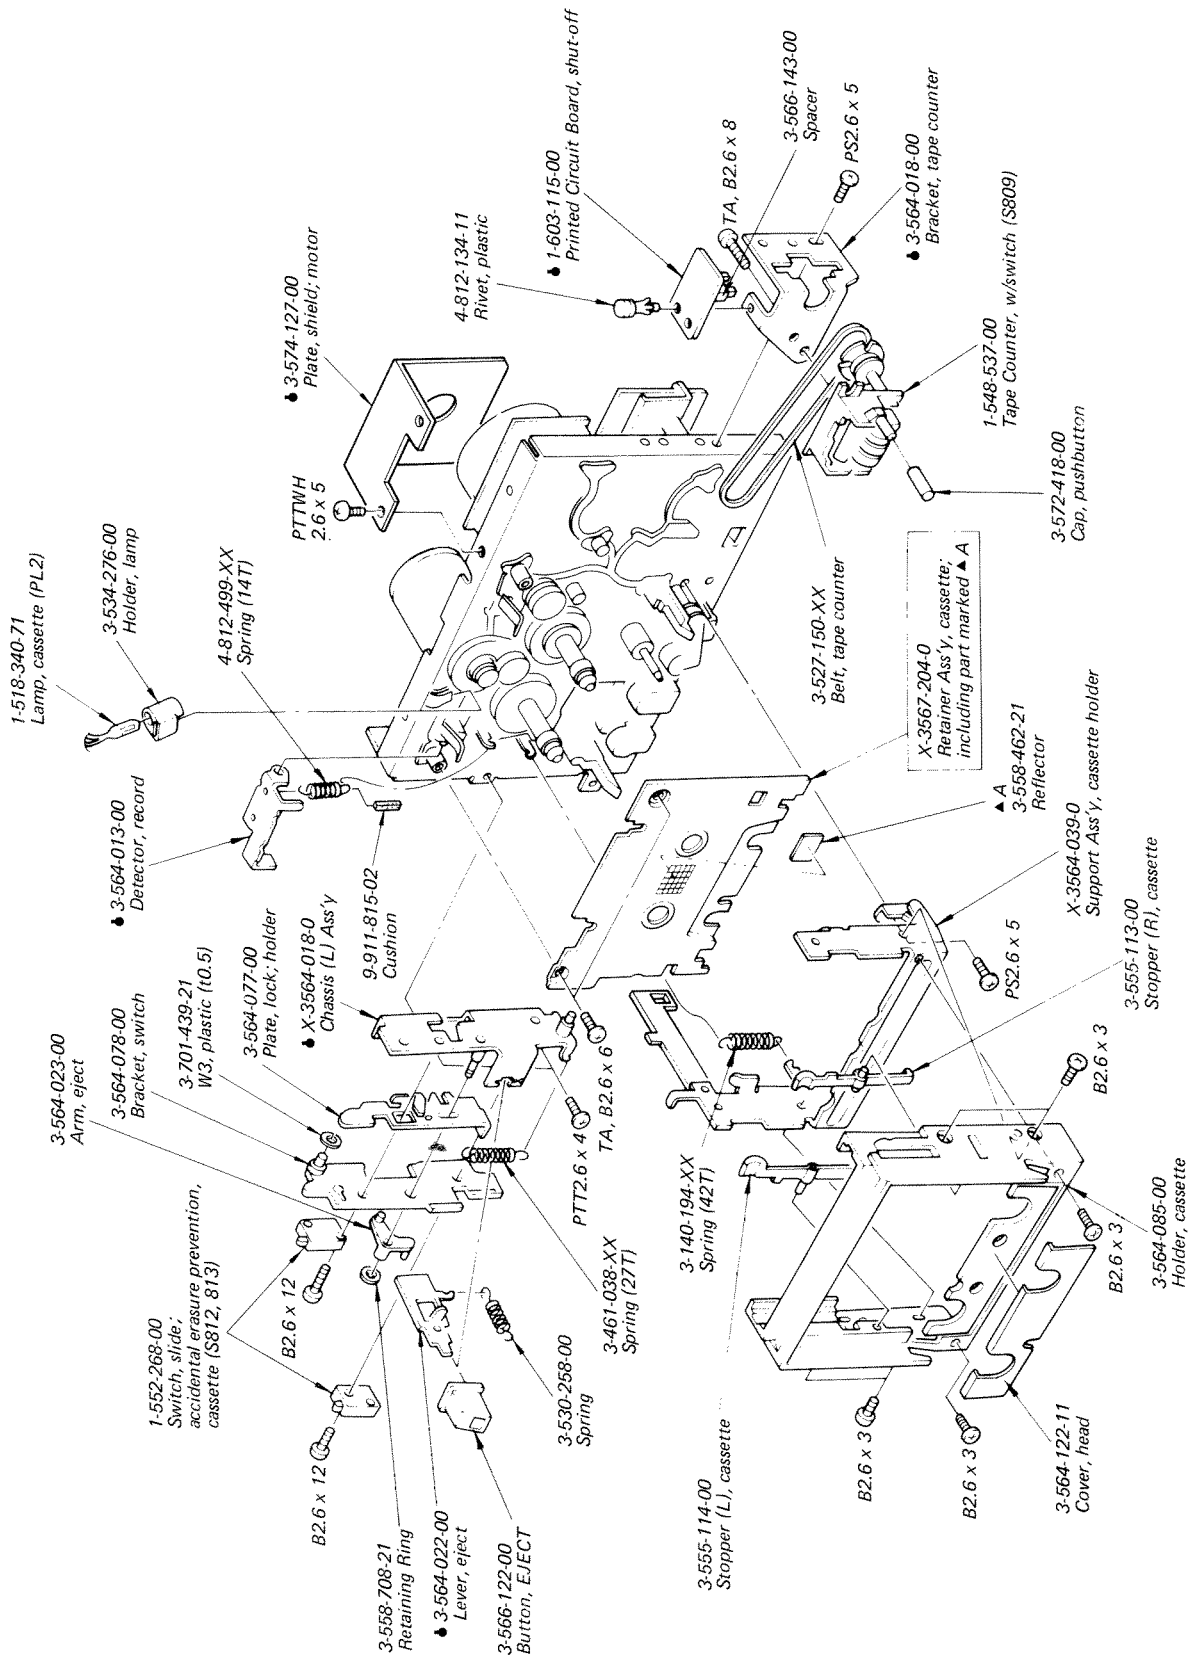 1-518-340-71
Lamp, cassette (PL2)
3-534-276-00
Holder, lamp
4-812-499-XX
Spring (14T)
PTTWH
2.6 x 5
3-574-127-00
Plate, shield; motor
4-812-134-11
Rivet, plastic
1-603-115-00
Printed Circuit Board, shut-off
TA, B2.6 x 8
3-566-143-00
Spacer
PS2.6 x 5
3-564-018-00
Bracket, tape counter
3-564-013-00
Detector, record
9-911-815-02
Cushion
X-3564-018-0
Chassis (L) Ass'y
3-564-077-00
Plate, lock; holder
3-701-439-21
W3, plastic (t0.5)
3-564-078-00
Bracket, switch
3-564-023-00
Arm, eject
1-552-268-00
Switch, slide;
accidental erasure prevention,
cassette (S812, 813)
B2.6 x 12
B2.6 x 12
3-558-708-21
Retaining Ring
3-564-022-00
Lever, eject
3-566-122-00
Button, EJECT
3-530-258-00
Spring
3-461-038-XX
Spring (27T)
PTT2.6 x 4
TA, B2.6 x 6
3-140-194-XX
Spring (42T)
1-548-537-00
Tape Counter, w/switch (S809)
3-572-418-00
Cap, pushbutton
3-527-150-XX
Belt, tape counter
X-3567-204-0
Retainer Ass'y, cassette;
including part marked ▲ A
▲ A
3-558-462-21
Reflector
X-3564-039-0
Support Ass'y, cassette holder
PS2.6 x 5
3-555-113-00
Stopper (R), cassette
B2.6 x 3
B2.6 x 3
3-564-085-00
Holder, cassette
3-555-114-00
Stopper (L), cassette
B2.6 x 3
B2.6 x 3
3-564-122-11
Cover, head